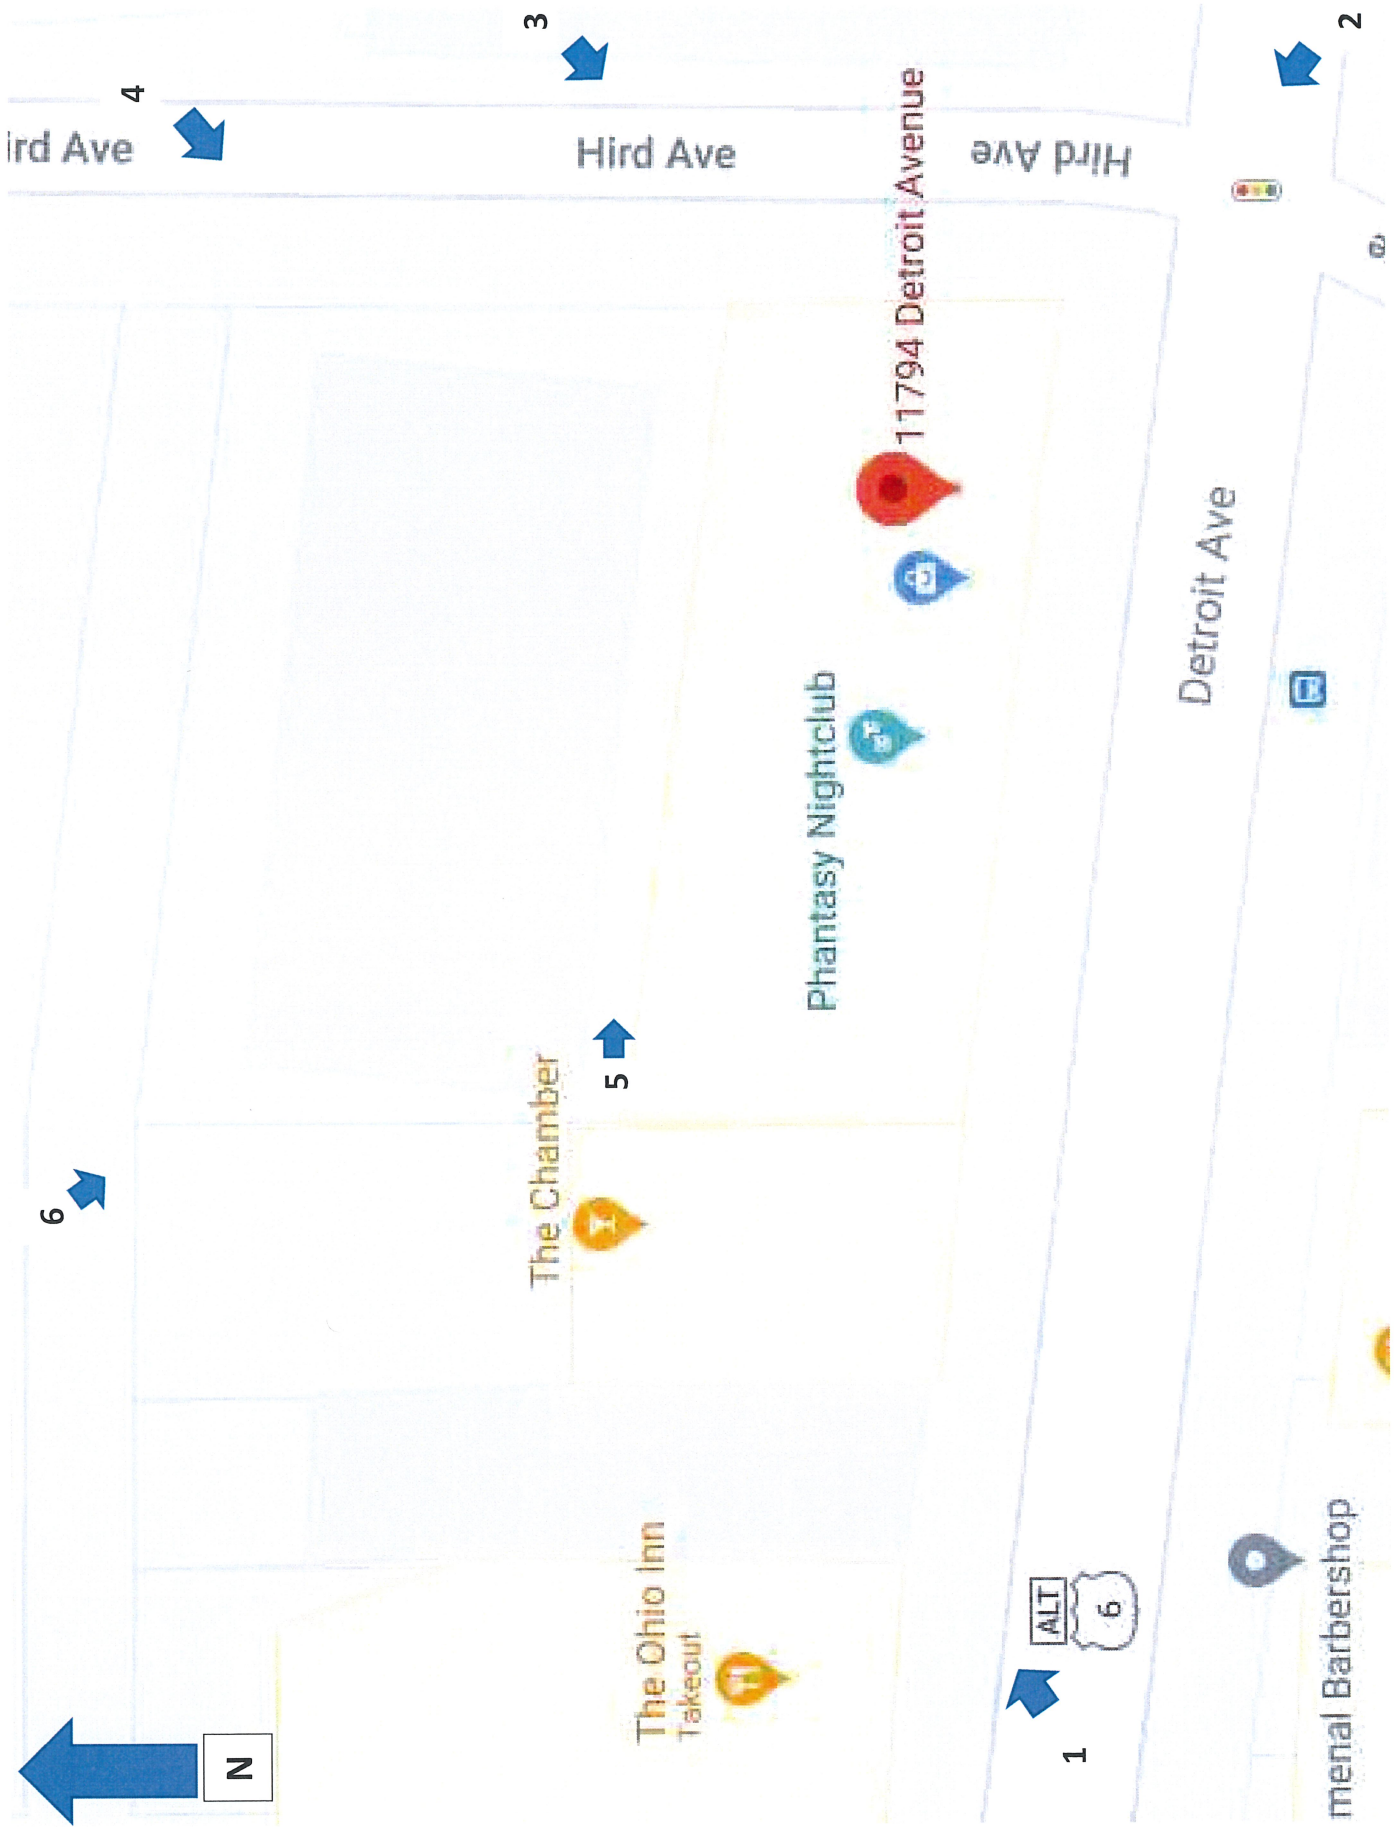 6
ird Ave
4
N
3
The Chamber
5
The Ohio Inn
Takeout
Hird Ave
Phantasy Nightclub
11794 Detroit Avenue
Hird Ave
ALT
6
1
Detroit Ave
menal Barbershop
2